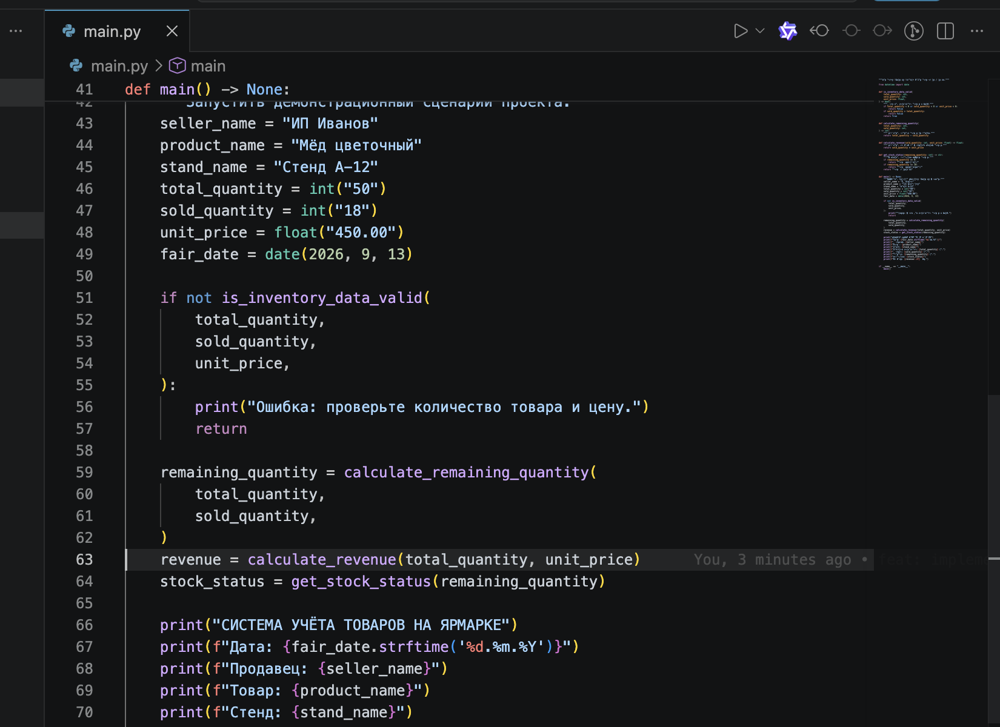 main.py
main.py > main
41 def main() -> None:
42 Запустить демонстрационный сценарий проекта.
43 seller_name = "ИП Иванов"
44 product_name = "Мёд цветочный"
45 stand_name = "Стенд А-12"
46 total_quantity = int("50")
47 sold_quantity = int("18")
48 unit_price = float("450.00")
49 fair_date = date(2026, 9, 13)
50
51 if not is_inventory_data_valid(
52 total_quantity,
53 sold_quantity,
54 unit_price,
55 ):
56 print("Ошибка: проверьте количество товара и цену.")
57 return
58
59 remaining_quantity = calculate_remaining_quantity(
60 total_quantity,
61 sold_quantity,
62 )
63 revenue = calculate_revenue(total_quantity, unit_price) You, 3 minutes ago • feat: impleme
64 stock_status = get_stock_status(remaining_quantity)
65
66 print("СИСТЕМА УЧЁТА ТОВАРОВ НА ЯРМАРКЕ")
67 print(f"Дата: {fair_date.strftime('%d.%m.%Y')}")
68 print(f"Продавец: {seller_name}")
69 print(f"Товар: {product_name}")
70 print(f"Стенд: {stand_name}")